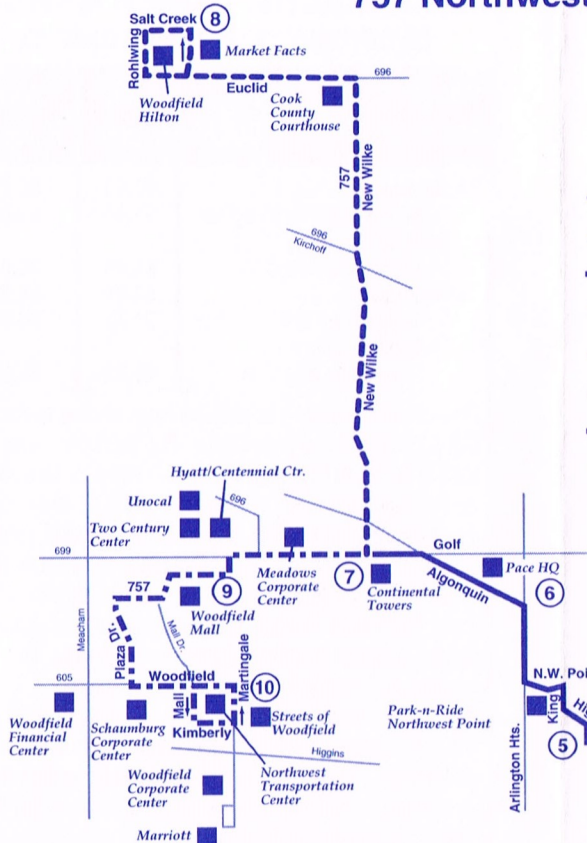 757 Northwest
Salt Creek
8
Rohlwing
Market Facts
Woodfield
Hilton
Euclid
696
Cook
County
Courthouse
757
New Wilke
696
Kirchoff
New Wilke
Hyatt/Centennial Ctr.
Unocal
696
Two Century
Center
699
Golf
Meadows
Corporate
Center
7
Continental
Towers
Algonquin
Pace HQ
6
757
9
Woodfield
Mall
Meacham
Plaza Dr.
Mall Dr.
Martingale
605
Woodfield
10
Mall
Kimberly
Streets of
Woodfield
Park-n-Ride
Northwest Point
N.W. Poi
King
Hi
5
Arlington Hts.
Woodfield
Financial
Center
Schaumburg
Corporate
Center
Higgins
Woodfield
Corporate
Center
Northwest
Transportation
Center
Marriott